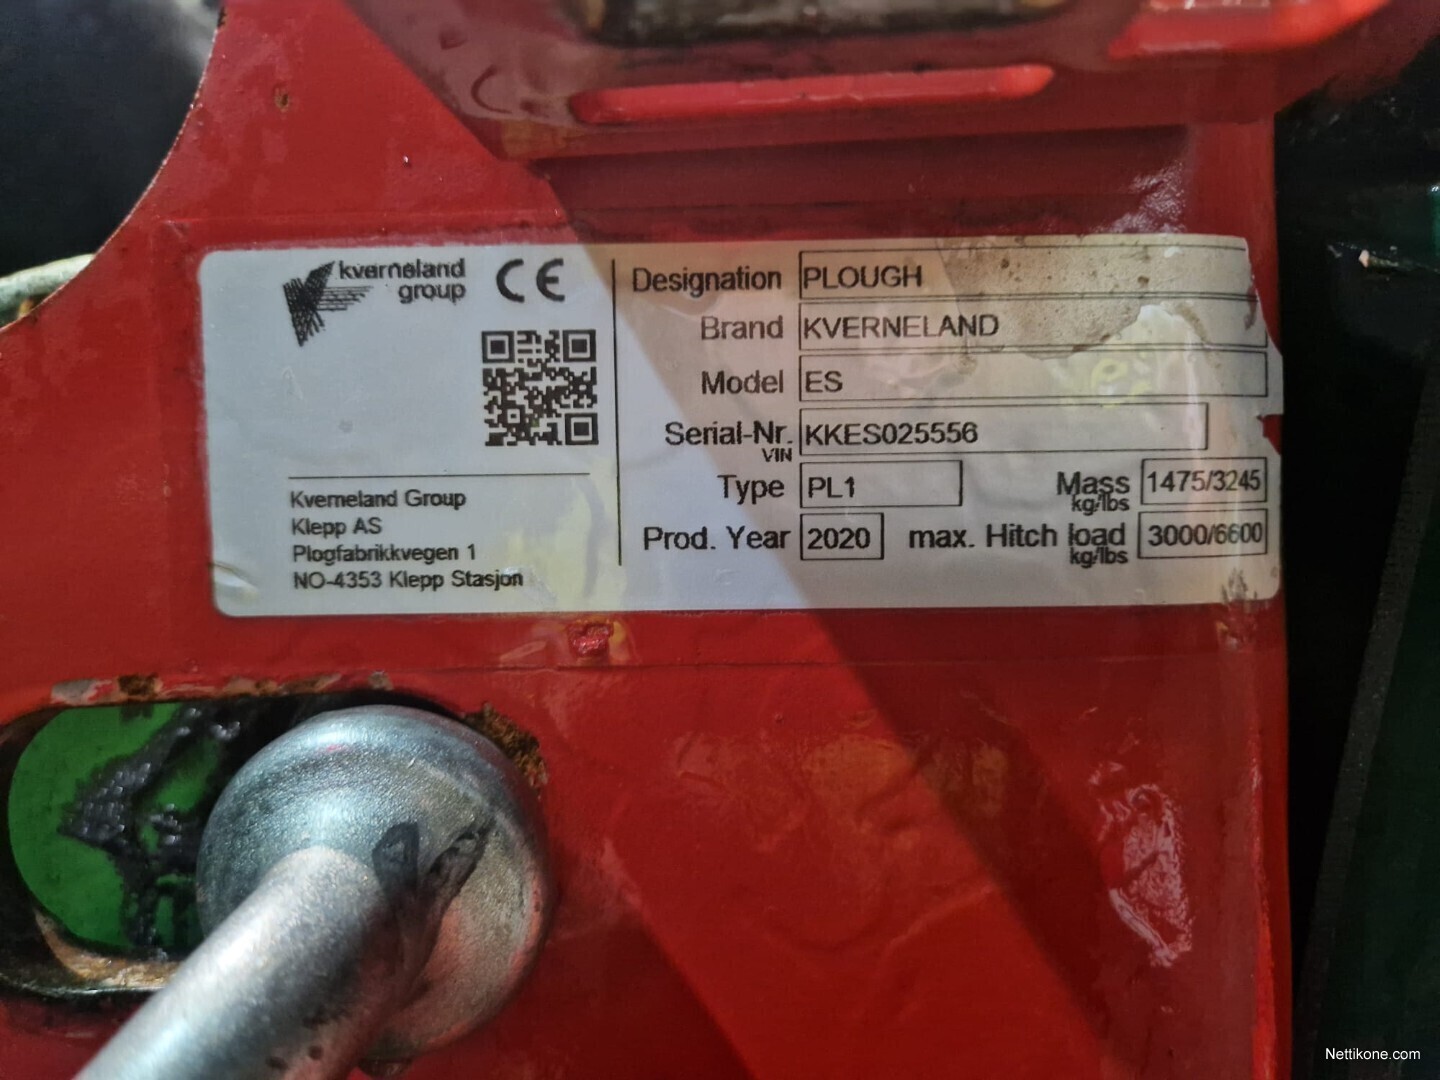 kverneland
group
CE
Kverneland Group
Klepp AS
Plogfabrikkvegen 1
NO-4353 Klepp Stasjon
Designation PLOUGH
Brand KVERNELAND
Model ES
Serial-Nr. KKES025556
VIN
Type PL1 Mass 1475/3245
kg/lbs
Prod. Year 2020 max. Hitch load 3000/6600
kg/lbs
Nettikone.com